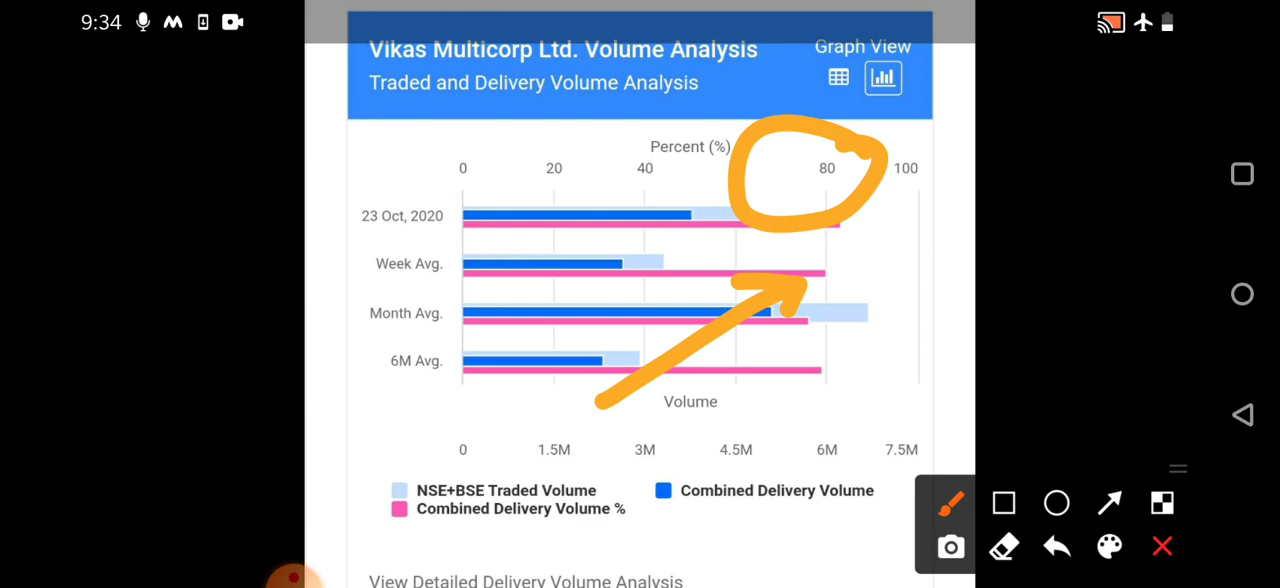 9:34
Vikas Multicorp Ltd. Volume Analysis
Graph View
Traded and Delivery Volume Analysis
Percent (%)
0 20 40 80 100
23 Oct, 2020
Week Avg.
Month Avg.
6M Avg.
Volume
0 1.5M 3M 4.5M 6M 7.5M
NSE+BSE Traded Volume Combined Delivery Volume
Combined Delivery Volume %
View Detailed Delivery Volume Analysis